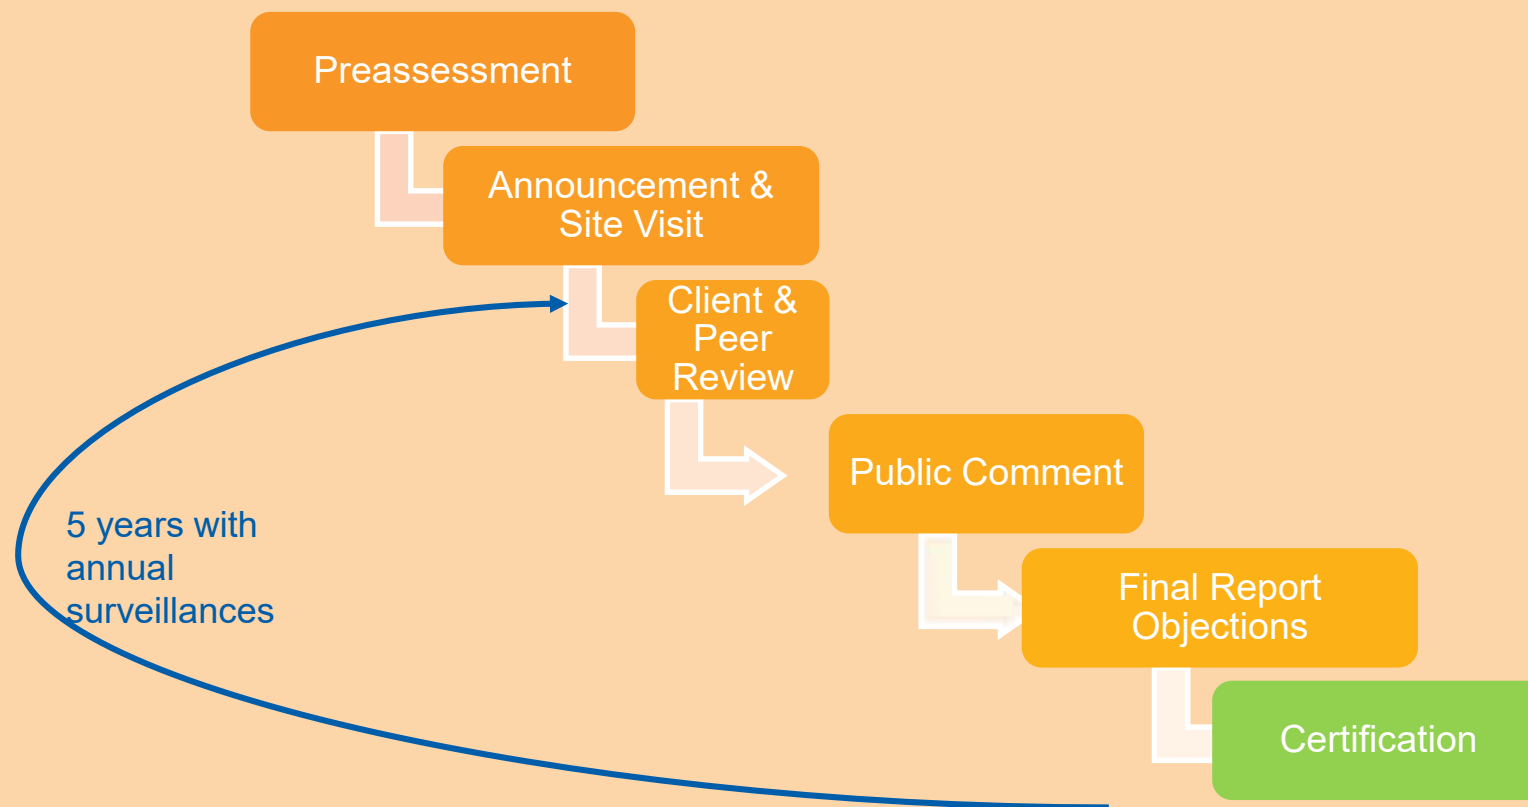 Preassessment
Announcement &
Site Visit
Client &
Peer
Review
Public Comment
5 years with
annual
surveillances
Final Report
Objections
Certification